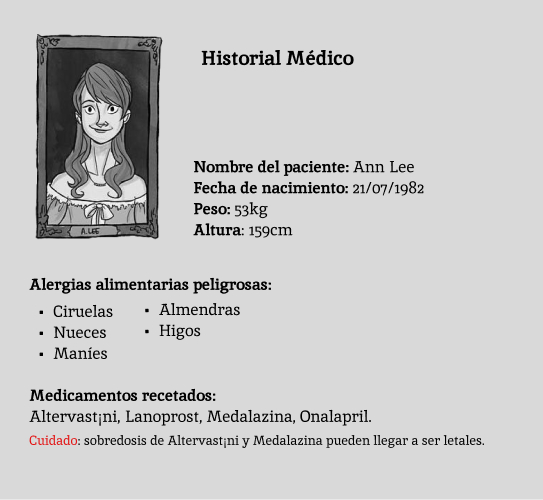 Historial Médico
A. LEE
Nombre del paciente: Ann Lee
Fecha de nacimiento: 21/07/1982
Peso: 53kg
Altura: 159cm
Alergias alimentarias peligrosas:
▪ Ciruelas ▪ Almendras
▪ Nueces ▪ Higos
▪ Maníes
Medicamentos recetados:
Altervast¡ni, Lanoprost, Medalazina, Onalapril.
Cuidado: sobredosis de Altervast¡ni y Medalazina pueden llegar a ser letales.